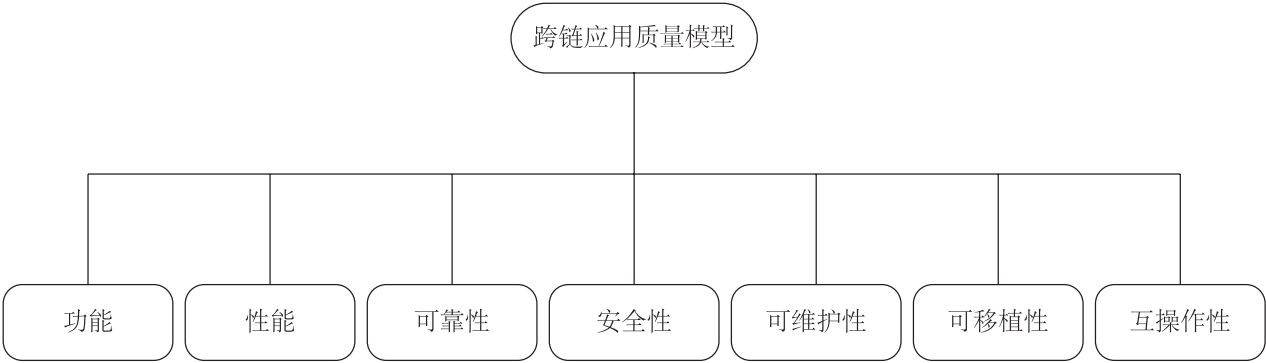 跨链应用质量模型
功能
性能
可靠性
安全性
可维护性
可移植性
互操作性